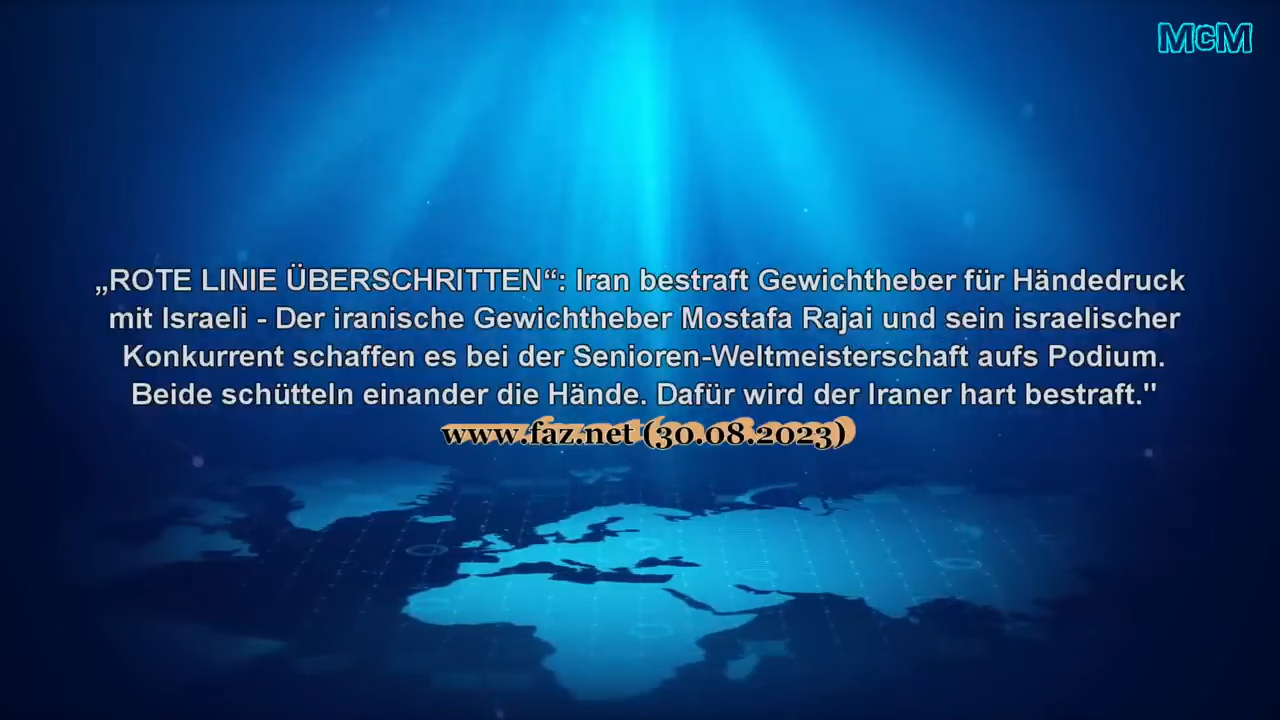 McM
„ROTE LINIE ÜBERSCHRITTEN“: Iran bestraft Gewichtheber für Händedruck
mit Israeli - Der iranische Gewichtheber Mostafa Rajai und sein israelischer
Konkurrent schaffen es bei der Senioren-Weltmeisterschaft aufs Podium.
Beide schütteln einander die Hände. Dafür wird der Iraner hart bestraft."
www.faz.net (30.08.2023)